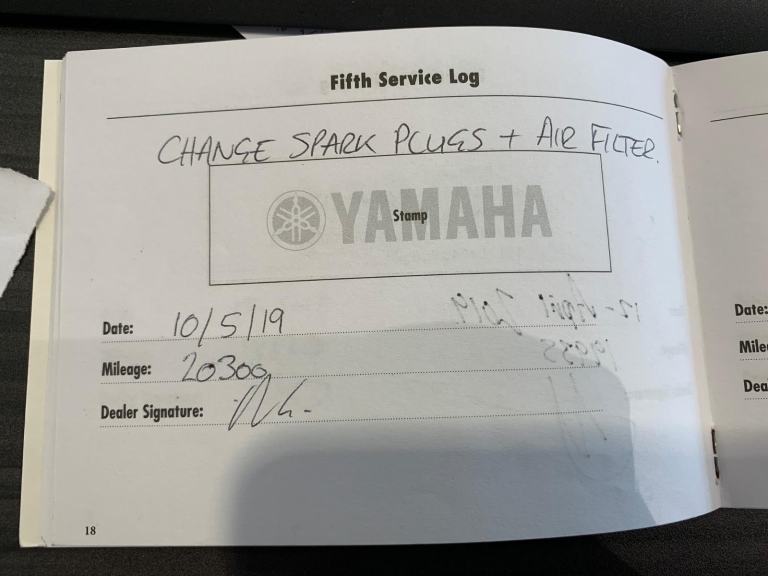 Fifth Service Log
CHANGE SPARK PLUGS + AIR FILTER.
YAMAHA
Stamp
Date: 10/5/19
Mileage: 20300
Dealer Signature:
18
Date:
Mile
Dea